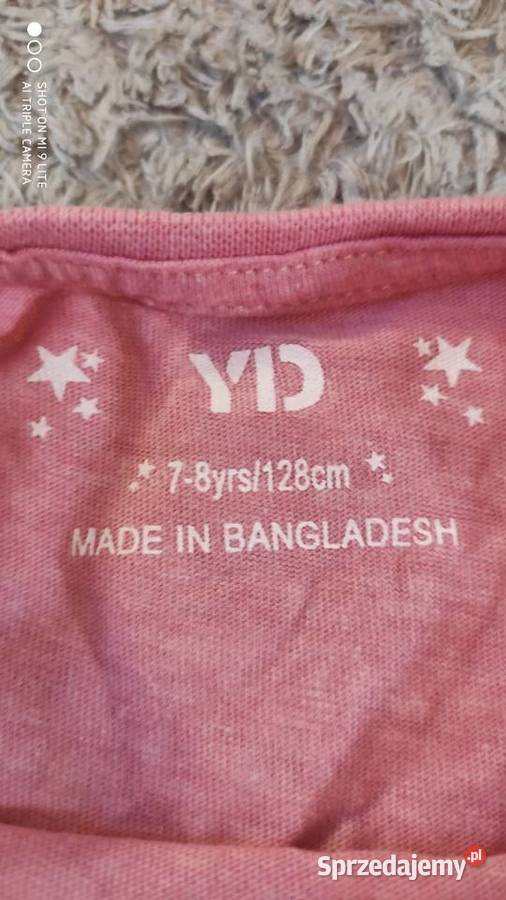 SHOT ON MI 9 LITE
AI TRIPLE CAMERA
YD
7-8yrs/128cm
MADE IN BANGLADESH
Sprzedajemy.pl